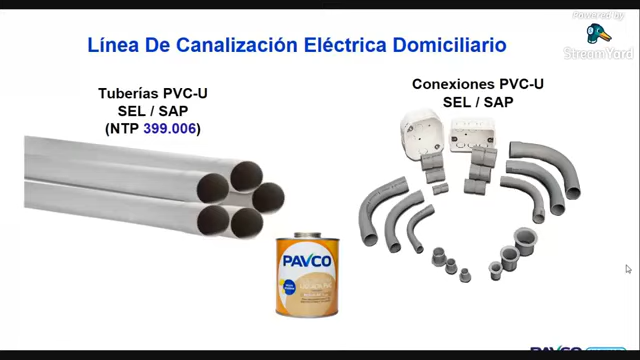 Powered by
StreamYard
Línea De Canalización Eléctrica Domiciliario
Tuberías PVC-U
SEL / SAP
(NTP 399.006)
Conexiones PVC-U
SEL / SAP
PAVCO
PAVCO